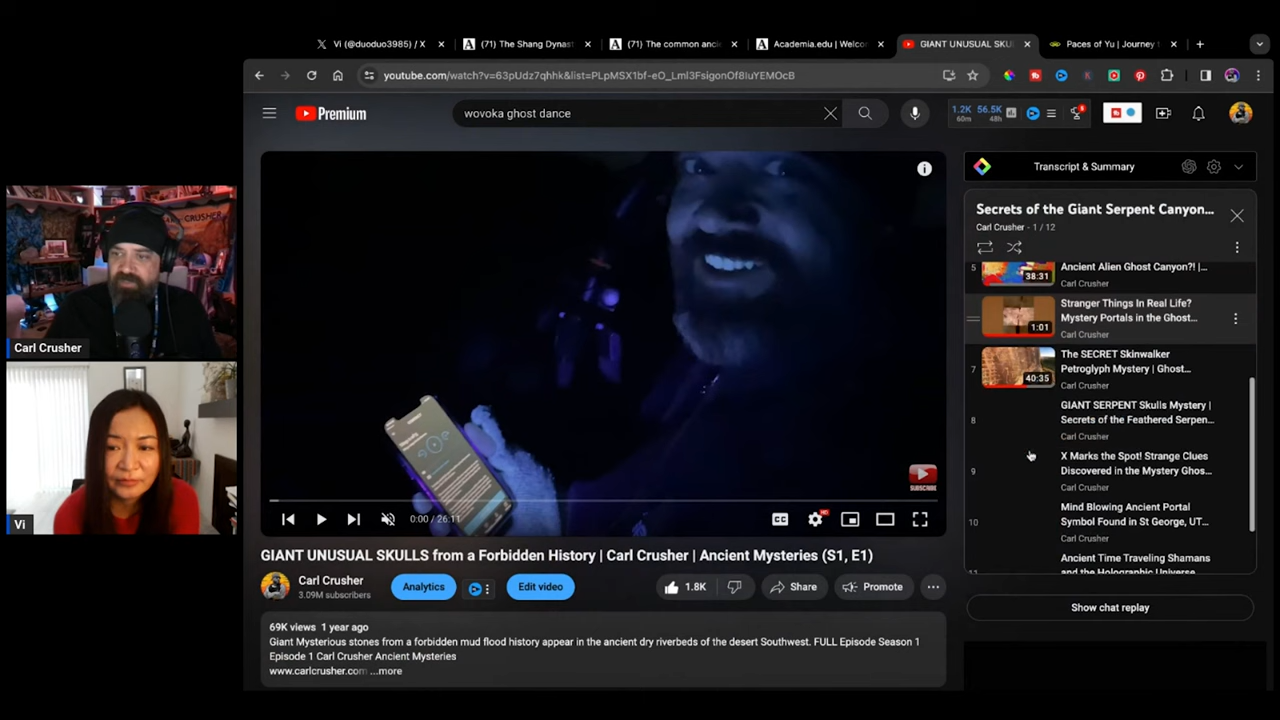 Vi (@duoduo3985) / X
(71) The Shang Dynast
(71) The common anci
Academia.edu | Welco
GIANT UNUSUAL SKU
Paces of Yu | Journey
youtube.com/watch?v=63pUdz7qhhk&list=PLpMSX1bf-eO_Lml3FsigonOf8IuYEMOcB
Premium
wovoka ghost dance
1.2K 56.5K
60m 48h
Transcript & Summary
Secrets of the Giant Serpent Canyon...
Carl Crusher - 1 / 12
5
38:31
Ancient Alien Ghost Canyon?! |...
Carl Crusher
1:01
Stranger Things In Real Life?
Mystery Portals in the Ghost...
Carl Crusher
7
40:35
The SECRET Skinwalker
Petroglyph Mystery | Ghost...
Carl Crusher
8
GIANT SERPENT Skulls Mystery |
Secrets of the Feathered Serpen...
Carl Crusher
9
X Marks the Spot! Strange Clues
Discovered in the Mystery Ghos...
Carl Crusher
10
Mind Blowing Ancient Portal
Symbol Found in St George, UT...
Carl Crusher
Ancient Time Traveling Shamans
and the Holographic Universe
Show chat replay
CRUSHER
Carl Crusher
Vi
SUBSCRIBE
0:00 / 26:11
CC
HD
GIANT UNUSUAL SKULLS from a Forbidden History | Carl Crusher | Ancient Mysteries (S1, E1)
Carl Crusher
3.09M subscribers
Analytics
Edit video
1.8K
Share
Promote
69K views 1 year ago
Giant Mysterious stones from a forbidden mud flood history appear in the ancient dry riverbeds of the desert Southwest. FULL Episode Season 1
Episode 1 Carl Crusher Ancient Mysteries
www.carlcrusher.com ...more